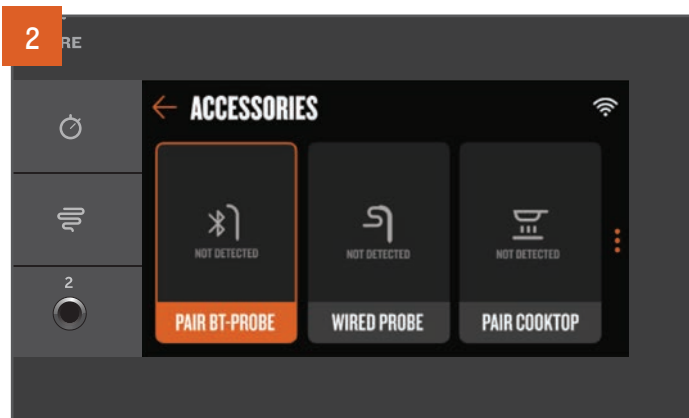 2
RE
ACCESSORIES
2
NOT DETECTED
NOT DETECTED
NOT DETECTED
PAIR BT-PROBE
WIRED PROBE
PAIR COOKTOP